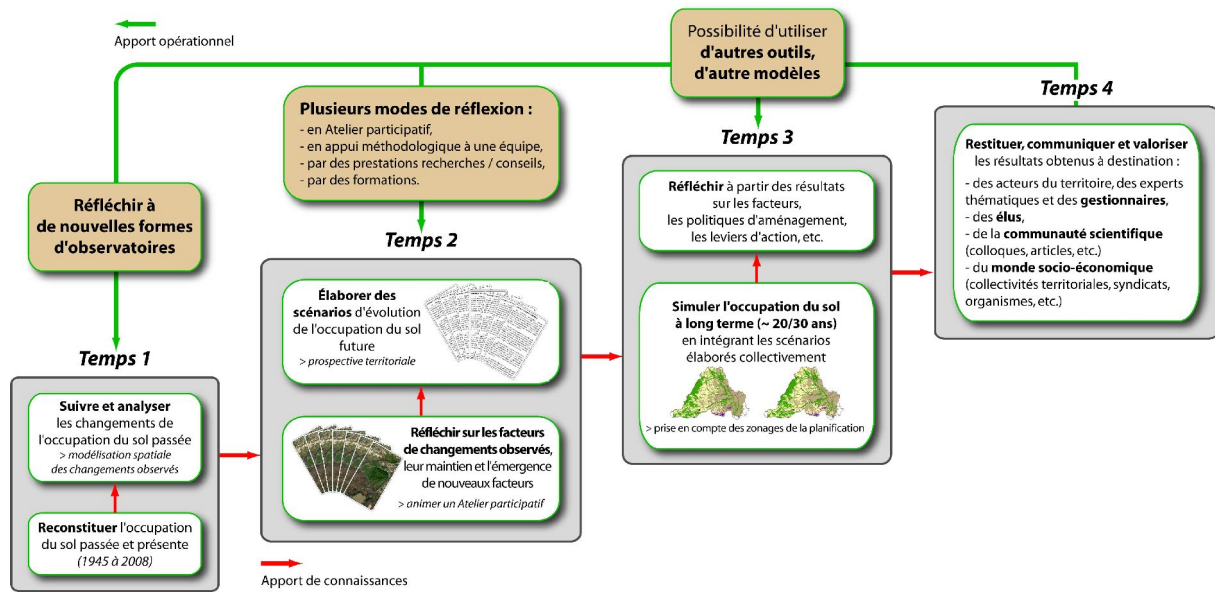 Apport opérationnel
Possibilité d'utiliser
d'autres outils,
d'autre modèles
Plusieurs modes de réflexion :
- en Atelier participatif,
- en appui méthodologique à une équipe,
- par des prestations recherches / conseils,
- par des formations.
Réfléchir à
de nouvelles formes
d'observatoires
Temps 1
Suivre et analyser
les changements de
l'occupation du sol passée
> modélisation spatiale
des changements observés
Reconstituer l'occupation
du sol passée et présente
(1945 à 2008)
Temps 2
Élaborer des
scénarios d'évolution
de l'occupation du sol
future
> prospective territoriale
Réfléchir sur les facteurs
de changements observés,
leur maintien et l'émergence
de nouveaux facteurs
> animer un Atelier participatif
Temps 3
Réfléchir à partir des résultats
sur les facteurs,
les politiques d'aménagement,
les leviers d'action, etc.
Simuler l'occupation du sol
à long terme (~ 20/30 ans)
en intégrant les scénarios
élaborés collectivement
> prise en compte des zonages de la planification
Temps 4
Restituer, communiquer et valoriser
les résultats obtenus à destination :
- des acteurs du territoire, des experts
thématiques et des gestionnaires,
- des élus,
- de la communauté scientifique
(colloques, articles, etc.)
- du monde socio-économique
(collectivités territoriales, syndicats,
organismes, etc.)
Apport de connaissances